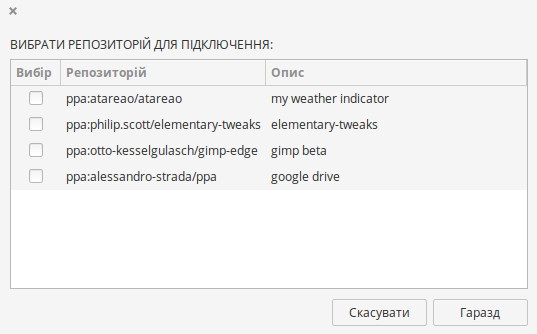 ВИБРАТИ РЕПОЗИТОРІЙ ДЛЯ ПІДКЛЮЧЕННЯ:
Вибір Репозиторій Опис
ppa:atareao/atareao my weather indicator
ppa:philip.scott/elementary-tweaks elementary-tweaks
ppa:otto-kesselgulasch/gimp-edge gimp beta
ppa:alessandro-strada/ppa google drive
Скасувати Гаразд